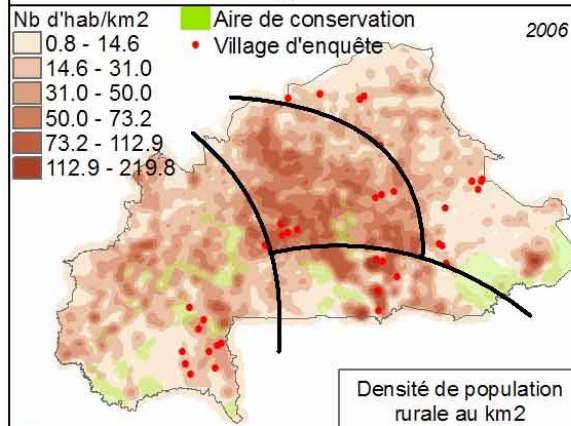 Nb d'hab/km2
0.8 - 14.6
14.6 - 31.0
31.0 - 50.0
50.0 - 73.2
73.2 - 112.9
112.9 - 219.8
Aire de conservation
Village d'enquête
2006
Densité de population
rurale au km2